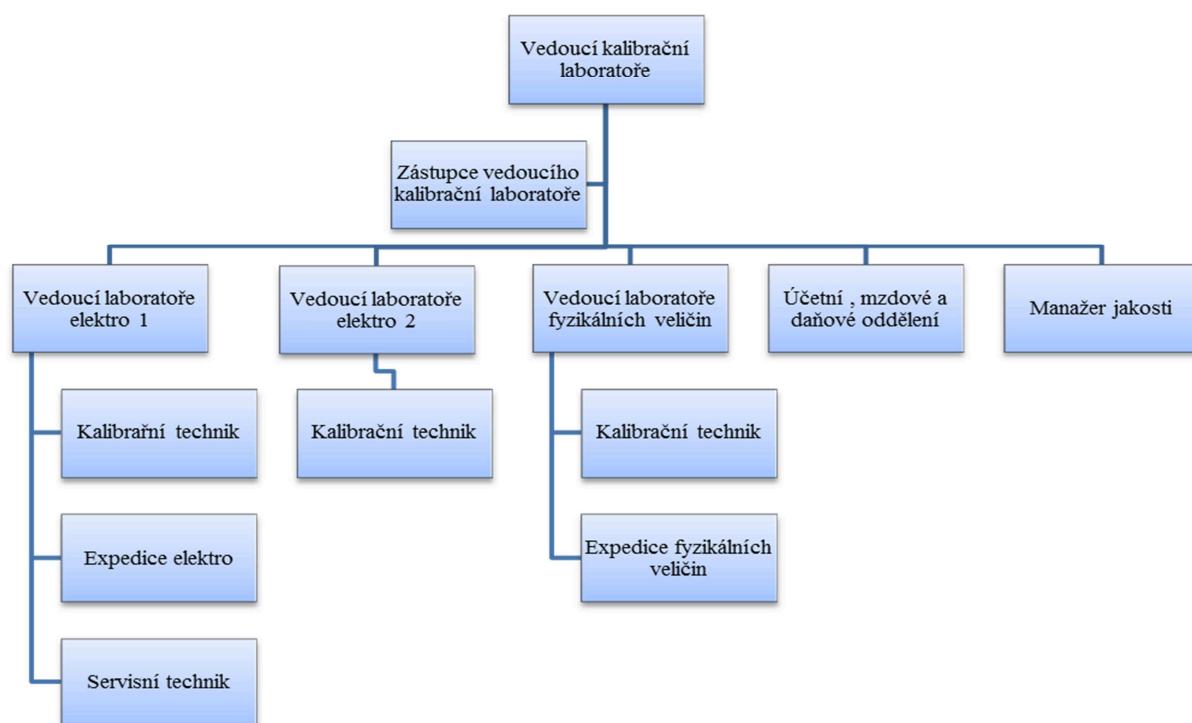 Vedoucí kalibrační
laboratoře
Zástupce vedoucího
kalibrační laboratoře
Vedoucí laboratoře
elektro 1
Vedoucí laboratoře
elektro 2
Vedoucí laboratoře
fyzikálních veličin
Účetní , mzdové a
daňové oddělení
Manažer jakosti
Kalibrařní technik
Kalibrační technik
Kalibrační technik
Expedice elektro
Expedice fyzikálních
veličin
Servisní technik